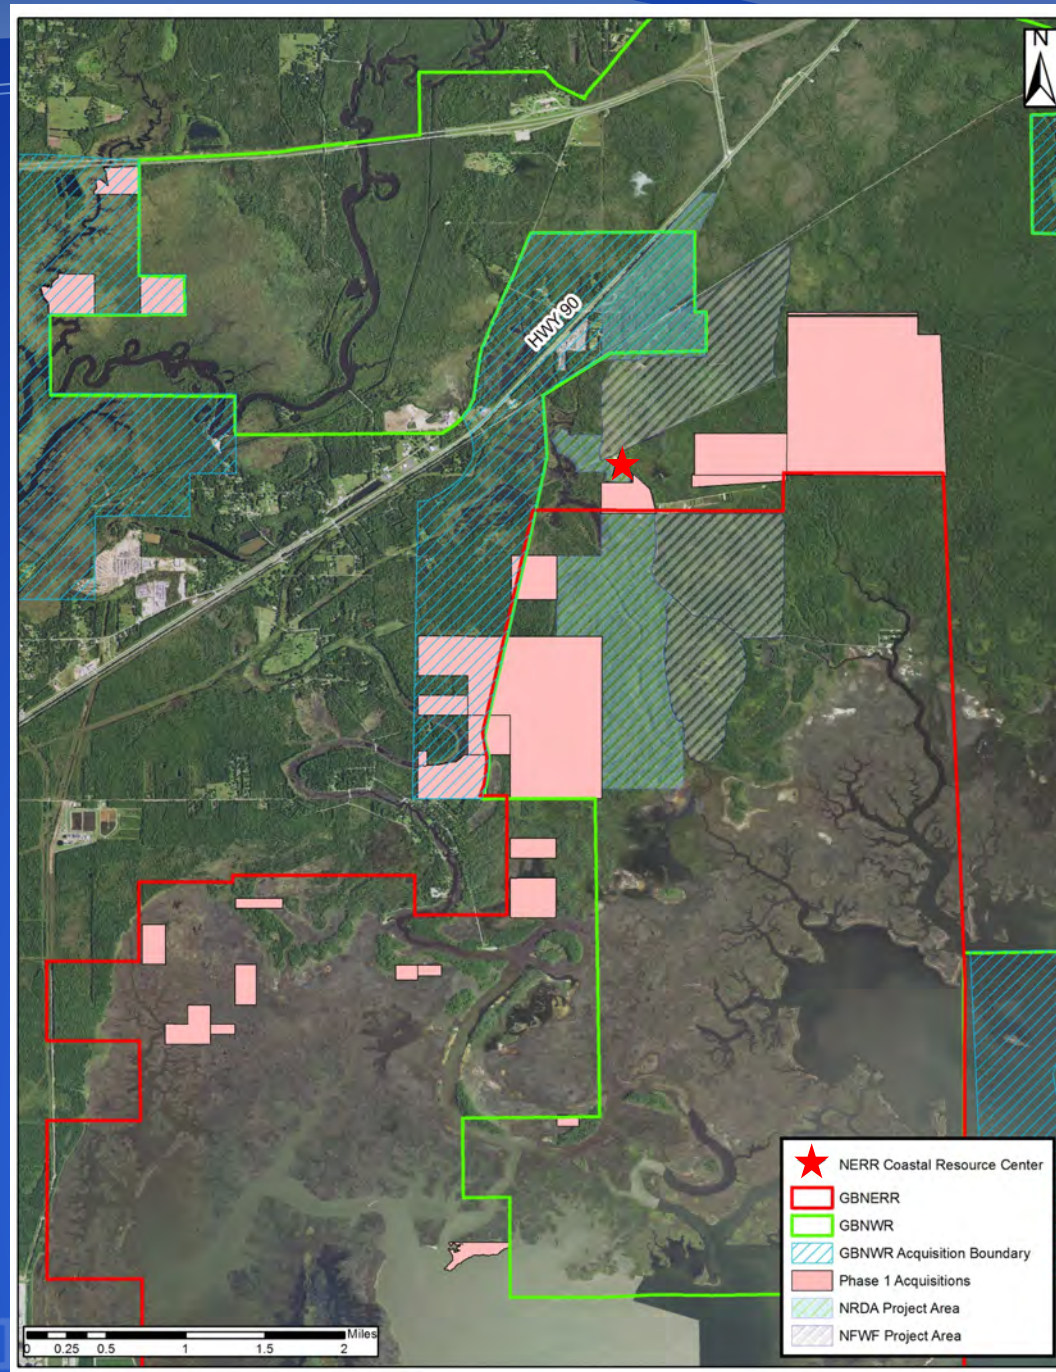 N
HWY 90
NERR Coastal Resource Center
GBNERR
GBNWR
GBNWR Acquisition Boundary
Phase 1 Acquisitions
NRDA Project Area
NFWF Project Area
Miles
0 0.25 0.5 1 1.5 2